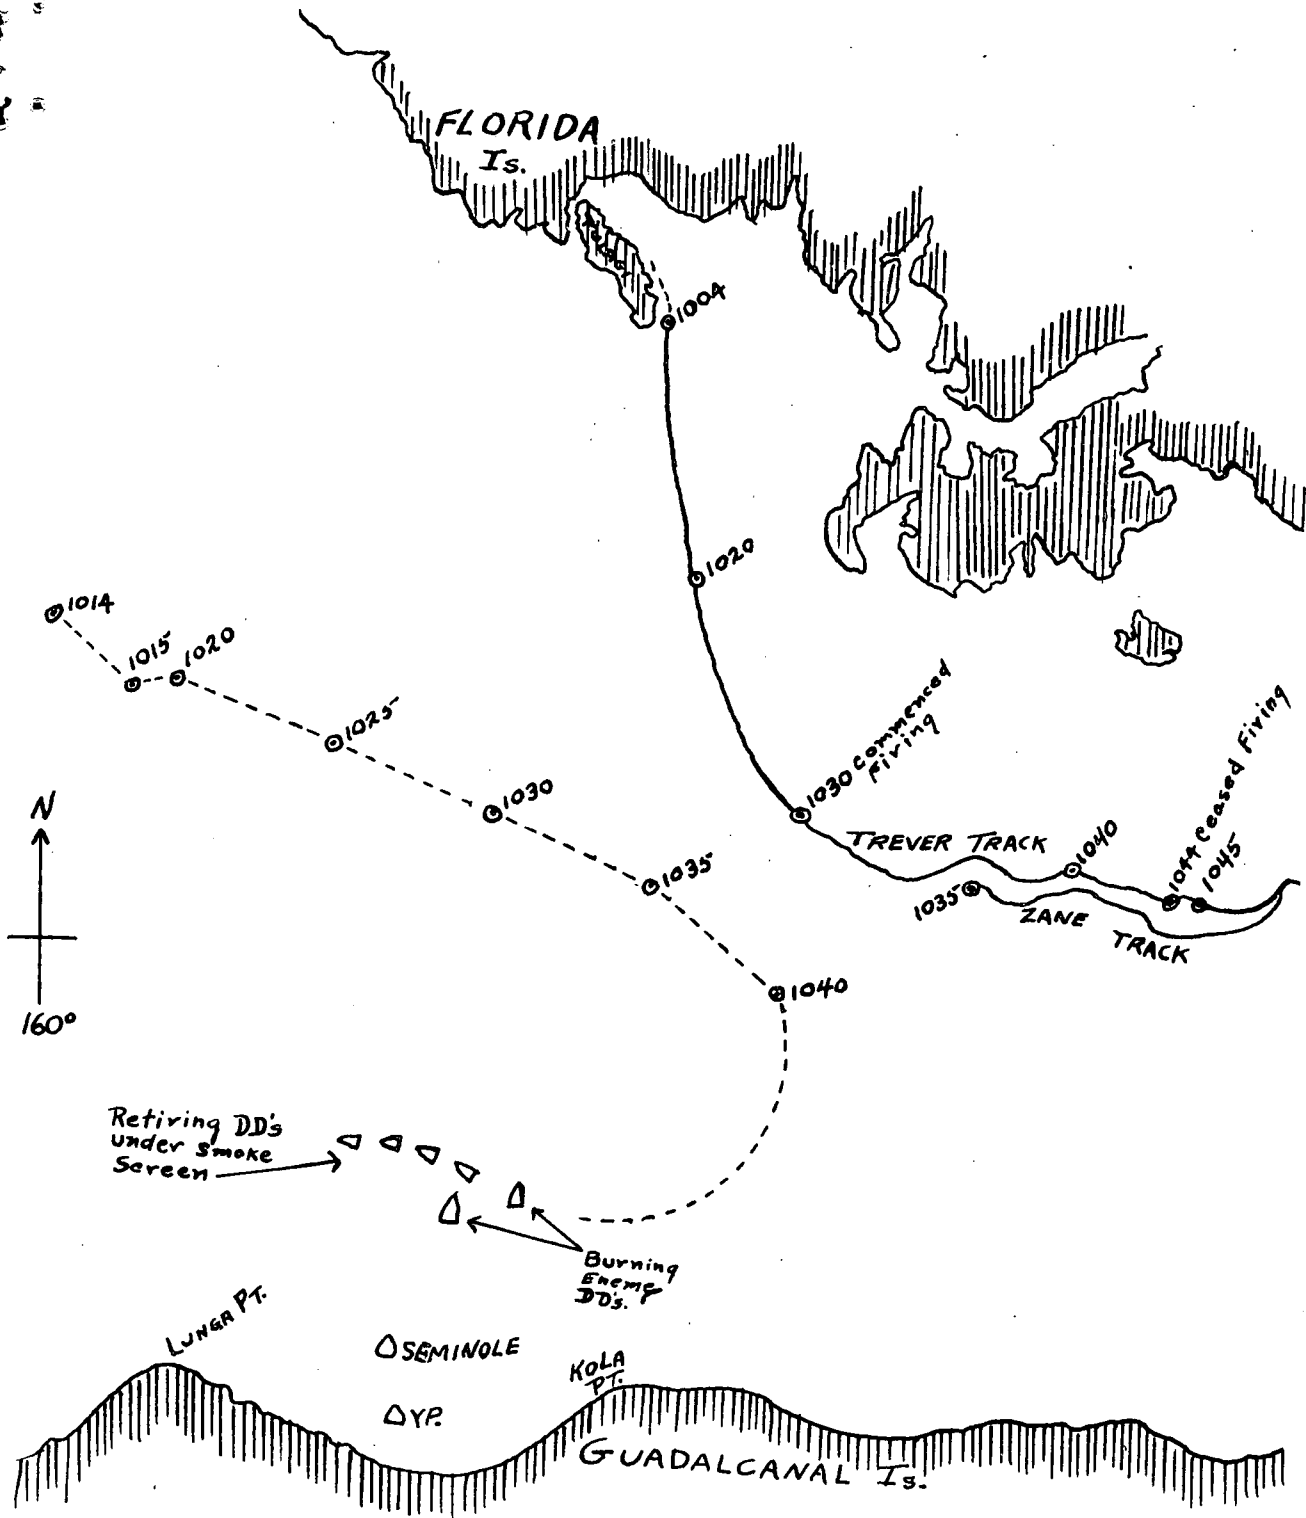 FLORIDA
Is.
1004
1020
1014
1015
1020
1025
1030
1035
1040
1030 Commenced
Firing
TREVER TRACK
1040
1044 Ceased Firing
1045
1035
ZANE TRACK
N
160°
Retiring DD's
under smoke
Screen
Burning
Enemy
DD's.
LUNGA PT.
SEMINOLE
YP.
KOLA
PT.
GUADALCANAL Is.